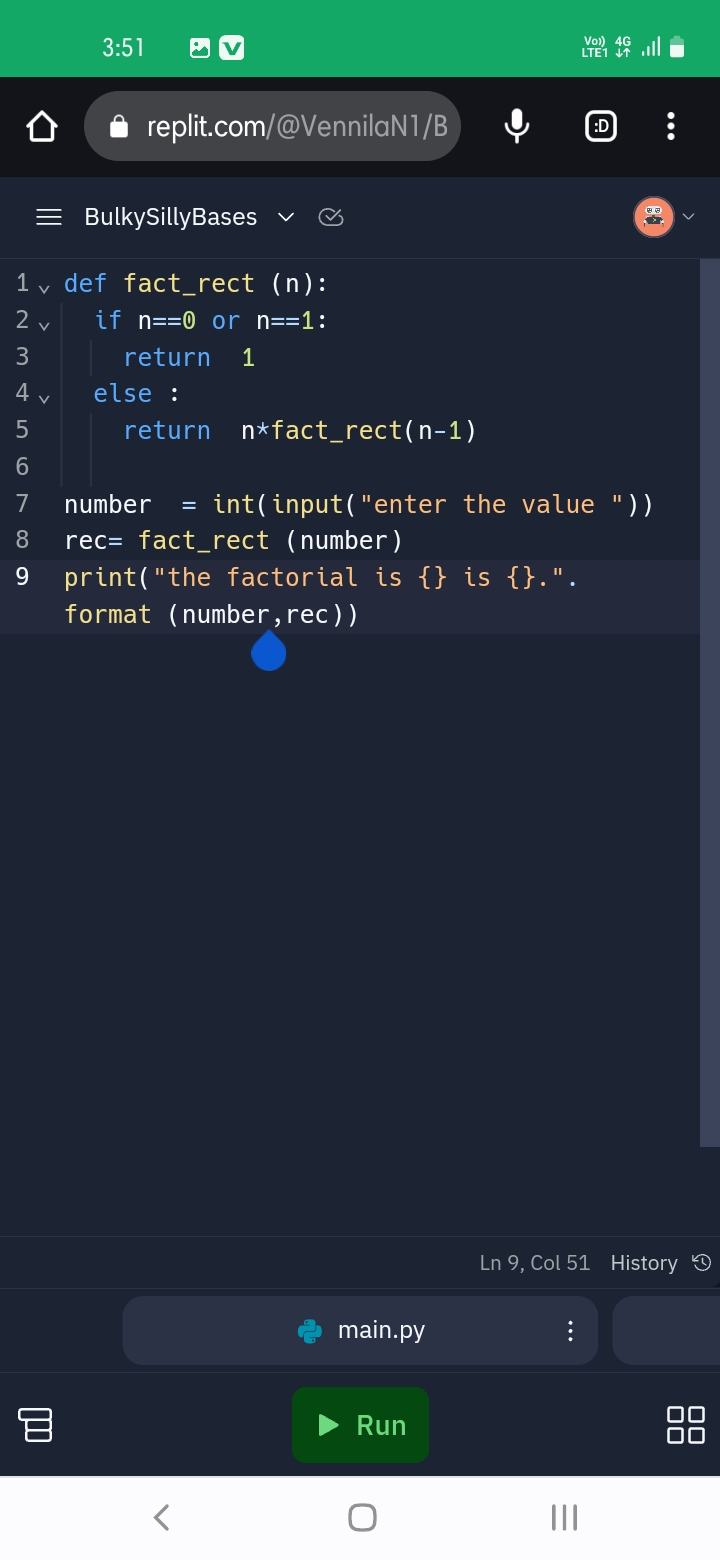 3:51
Vo)) 4G
LTE1
replit.com/@VennilaN1/B
:D
BulkySillyBases
1 def fact_rect (n):
2 if n==0 or n==1:
3 return  1
4 else :
5 return  n*fact_rect(n-1)
6
7 number  = int(input("enter the value "))
8 rec= fact_rect (number)
9 print("the factorial is {} is {}.".
format (number,rec))
Ln 9, Col 51 History
main.py
Run